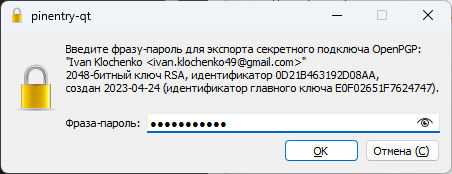 pinentry-qt
Введите фразу-пароль для экспорта секретного подключа OpenPGP:
"Ivan Klochenko <ivan.klochenko49@gmail.com>"
2048-битный ключ RSA, идентификатор 0D21B463192D08AA,
создан 2023-04-24 (идентификатор главного ключа E0F02651F7624747).
Фраза-пароль: ●●●●●●●●●●●
OK
Отмена (C)